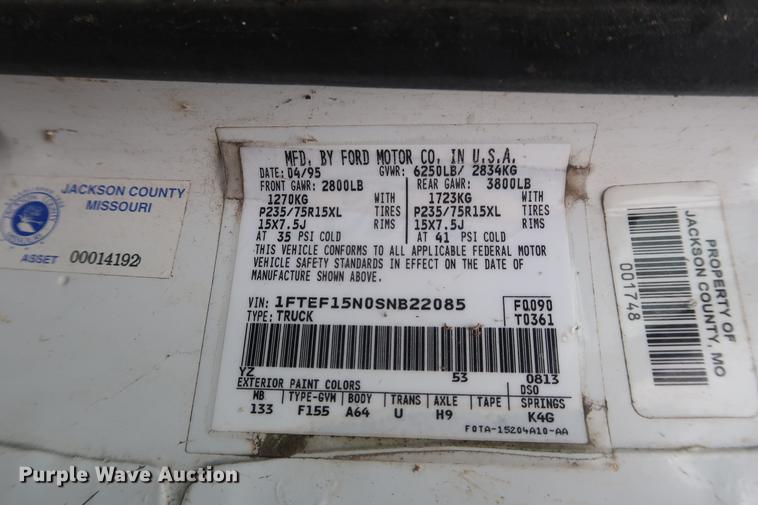 JACKSON COUNTY
MISSOURI
ASSET 00014192
MFD. BY FORD MOTOR CO. IN U.S.A.
DATE: 04/95 GVWR: 6250LB/ 2834KG
FRONT GAWR: 2800LB REAR GAWR: 3800LB
1270KG WITH 1723KG WITH
P235/75R15XL TIRES P235/75R15XL TIRES
15X7.5J RIMS 15X7.5J RIMS
AT 35 PSI COLD AT 41 PSI COLD
THIS VEHICLE CONFORMS TO ALL APPLICABLE FEDERAL MOTOR
VEHICLE SAFETY STANDARDS IN EFFECT ON THE DATE OF
MANUFACTURE SHOWN ABOVE.
VIN: 1FTEF15N0SNB22085 FQ090
TYPE: TRUCK T0361
YZ 53 0813
EXTERIOR PAINT COLORS DSO
WB TYPE-GVM BODY TRANS AXLE TAPE SPRINGS
133 F155 A64 U H9 K4G
F0TA-15204A10-AA
PROPERTY OF
JACKSON COUNTY, MO
001748
Purple Wave Auction